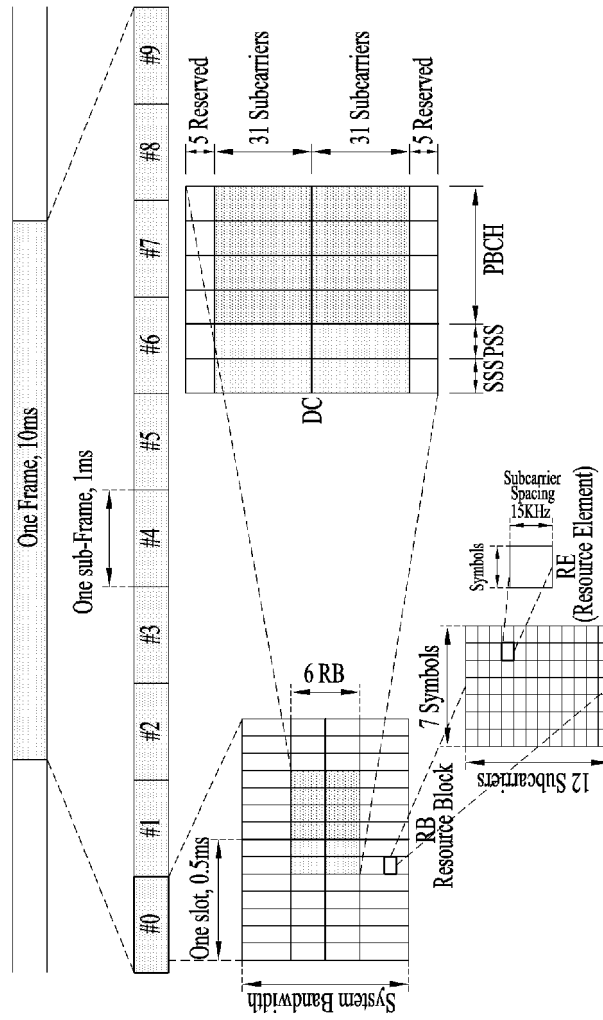 One Frame, 10ms
One sub-Frame, 1ms
#0
#1
#2
#3
#4
#5
#6
#7
#8
#9
One slot, 0.5ms
6 RB
System Bandwidth
RB
Resource Block
7 Symbols
12 Subcarriers
Symbols
Subcarrier
Spacing
15KHz
RE
(Resource Element)
DC
SSS
PSS
PBCH
5 Reserved
31 Subcarriers
31 Subcarriers
5 Reserved